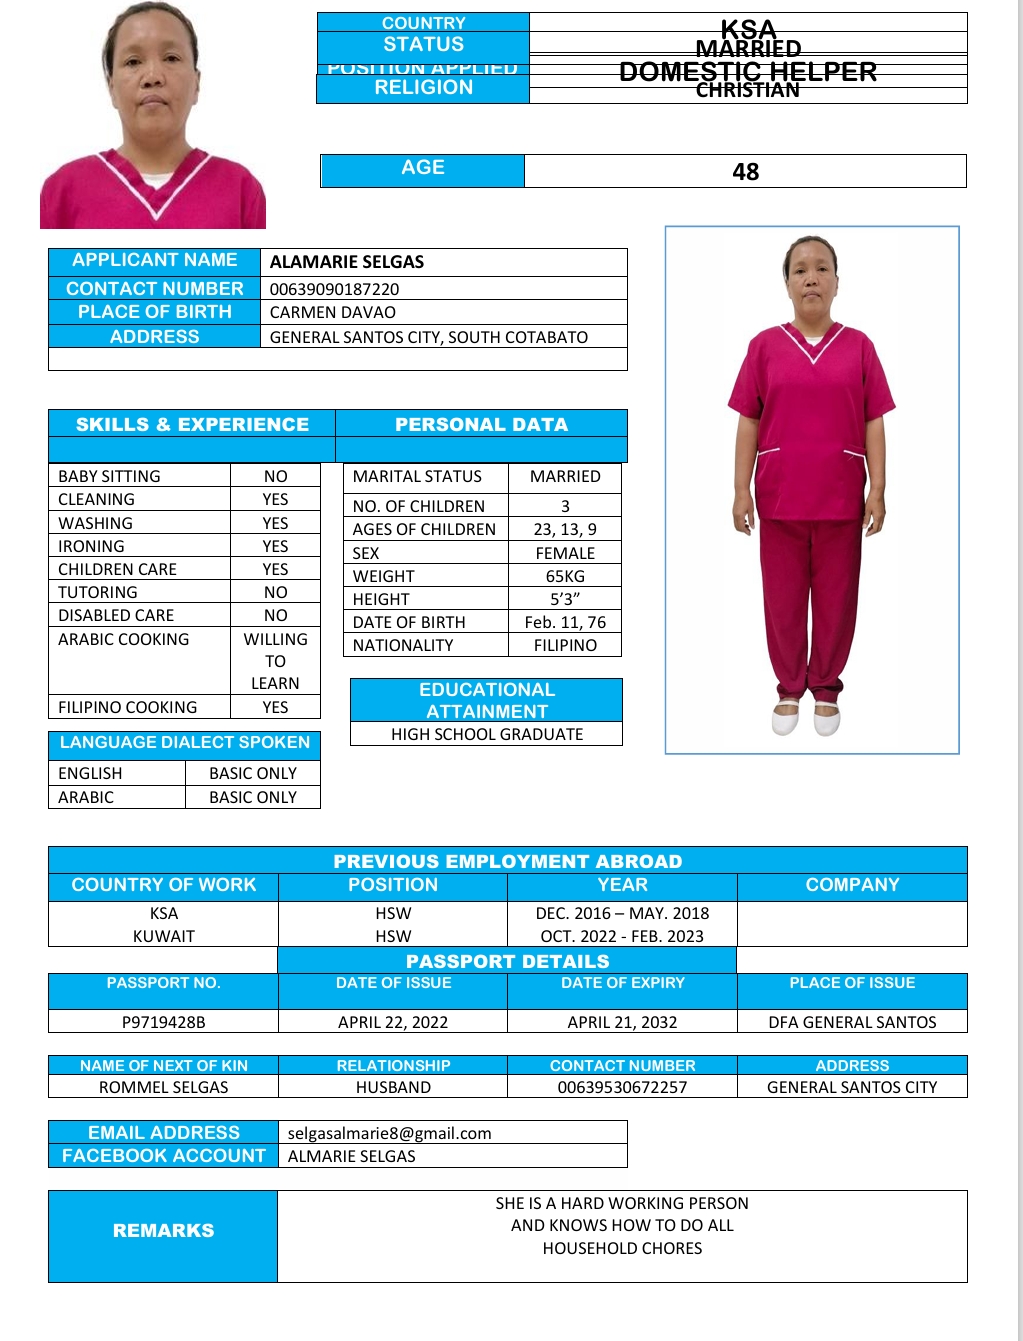 COUNTRY KSA
STATUS MARRIED
POSITION APPLIED DOMESTIC HELPER
RELIGION CHRISTIAN
AGE 48
APPLICANT NAME ALAMARIE SELGAS
CONTACT NUMBER 00639090187220
PLACE OF BIRTH CARMEN DAVAO
ADDRESS GENERAL SANTOS CITY, SOUTH COTABATO
SKILLS & EXPERIENCE
BABY SITTING NO
CLEANING YES
WASHING YES
IRONING YES
CHILDREN CARE YES
TUTORING NO
DISABLED CARE NO
ARABIC COOKING WILLING
TO
LEARN
FILIPINO COOKING YES
LANGUAGE DIALECT SPOKEN
ENGLISH BASIC ONLY
ARABIC BASIC ONLY
PERSONAL DATA
MARITAL STATUS MARRIED
NO. OF CHILDREN 3
AGES OF CHILDREN 23, 13, 9
SEX FEMALE
WEIGHT 65KG
HEIGHT 5’3”
DATE OF BIRTH Feb. 11, 76
NATIONALITY FILIPINO
EDUCATIONAL
ATTAINMENT
HIGH SCHOOL GRADUATE
PREVIOUS EMPLOYMENT ABROAD
COUNTRY OF WORK POSITION YEAR COMPANY
KSA HSW DEC. 2016 – MAY. 2018
KUWAIT HSW OCT. 2022 - FEB. 2023
PASSPORT DETAILS
PASSPORT NO. DATE OF ISSUE DATE OF EXPIRY PLACE OF ISSUE
P9719428B APRIL 22, 2022 APRIL 21, 2032 DFA GENERAL SANTOS
NAME OF NEXT OF KIN RELATIONSHIP CONTACT NUMBER ADDRESS
ROMMEL SELGAS HUSBAND 00639530672257 GENERAL SANTOS CITY
EMAIL ADDRESS selgasalmarie8@gmail.com
FACEBOOK ACCOUNT ALMARIE SELGAS
REMARKS
SHE IS A HARD WORKING PERSON
AND KNOWS HOW TO DO ALL
HOUSEHOLD CHORES